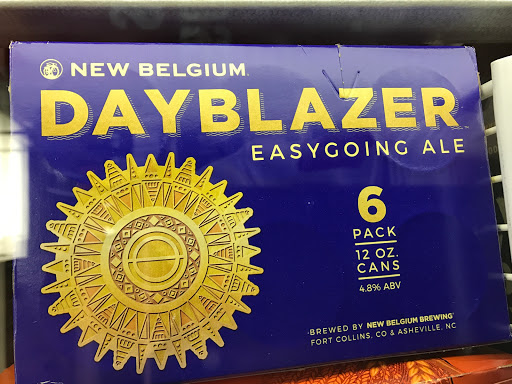 NEW BELGIUM
DAYBLAZER
EASYGOING ALE
6
PACK
12 OZ.
CANS
4.8% ABV
BREWED BY NEW BELGIUM BREWING
FORT COLLINS, CO & ASHEVILLE, NC